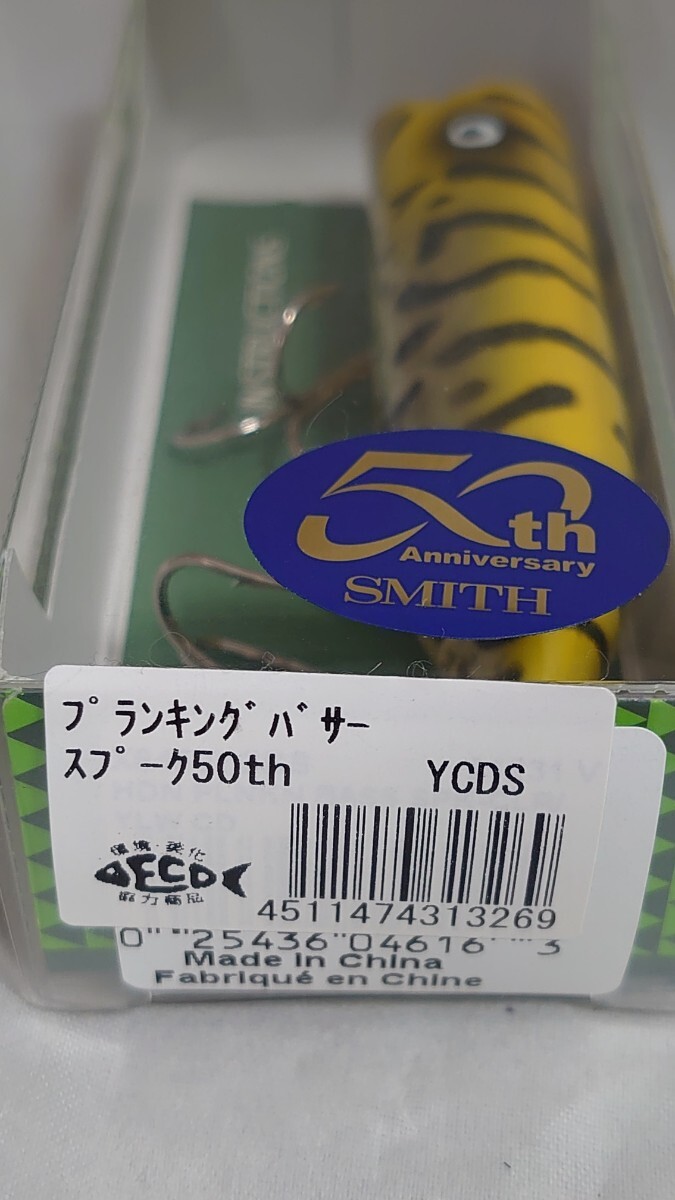 INSTRUCTIONS
50th
Anniversary
SMITH
プランキングバサー
スプーク50th YCDS
環境・美化
ECO
協力商品
4511474313269
0 25436 04616 3
Made in China
Fabriqué en Chine